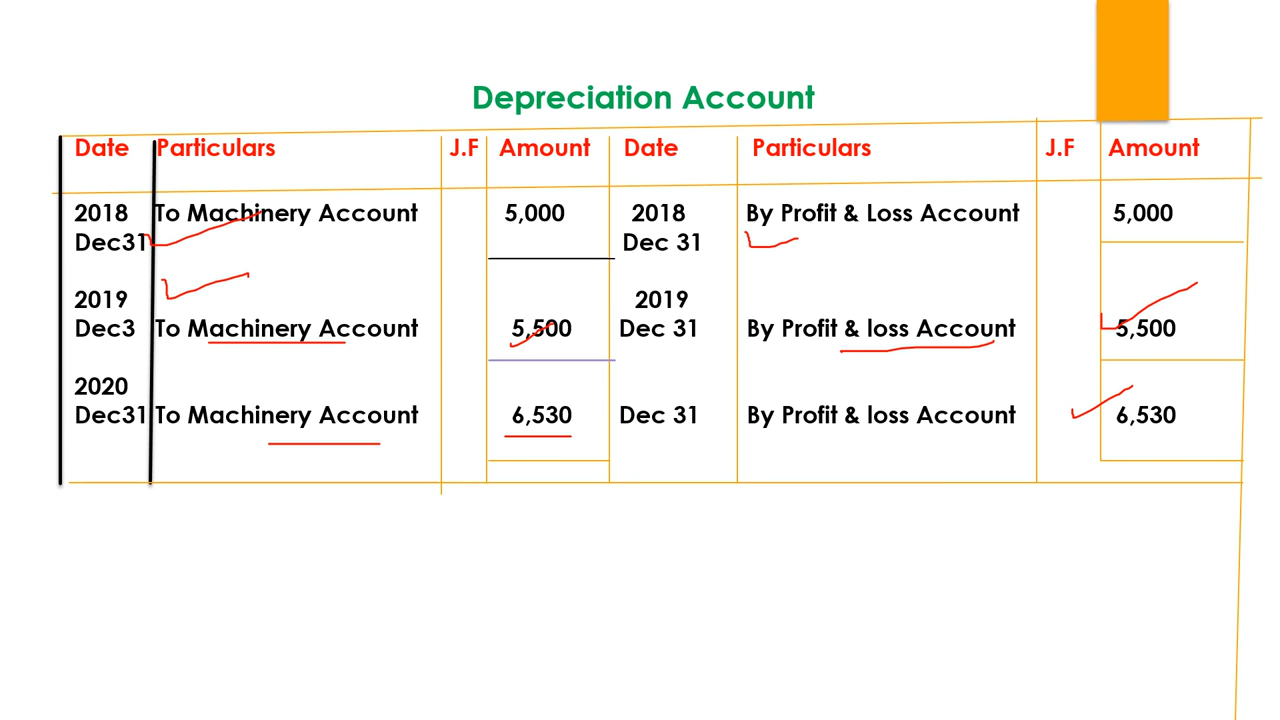 Depreciation Account
Date Particulars J.F Amount Date Particulars J.F Amount
2018 To Machinery Account 5,000 2018 By Profit & Loss Account 5,000
Dec31 Dec 31
2019 2019
Dec3 To Machinery Account 5,500 Dec 31 By Profit & loss Account 5,500
2020
Dec31 To Machinery Account 6,530 Dec 31 By Profit & loss Account 6,530